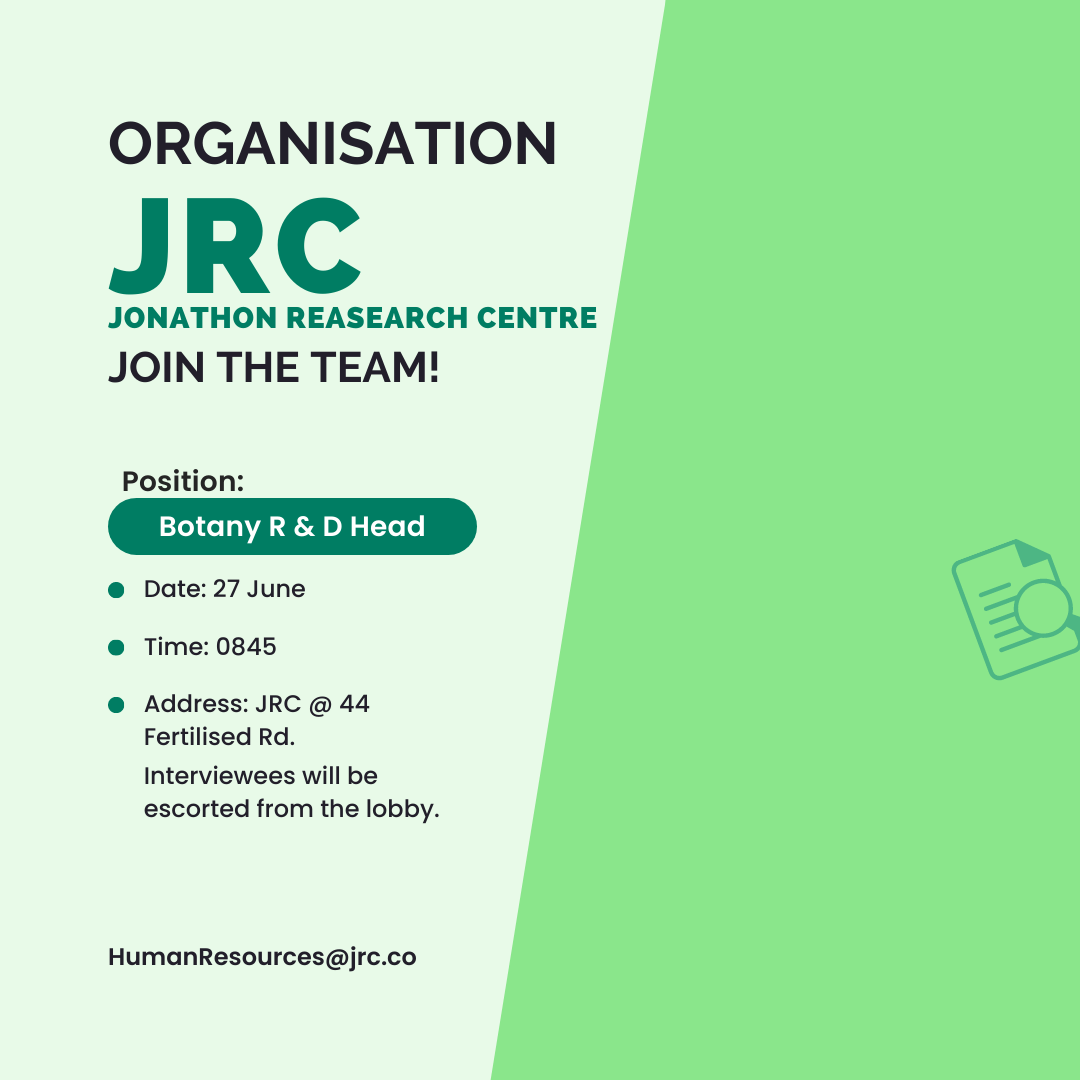 ORGANISATION
JRC
JONATHON REASEARCH CENTRE
JOIN THE TEAM!
Position:
Botany R & D Head
Date: 27 June
Time: 0845
Address: JRC @ 44
Fertilised Rd.
Interviewees will be
escorted from the lobby.
HumanResources@jrc.co